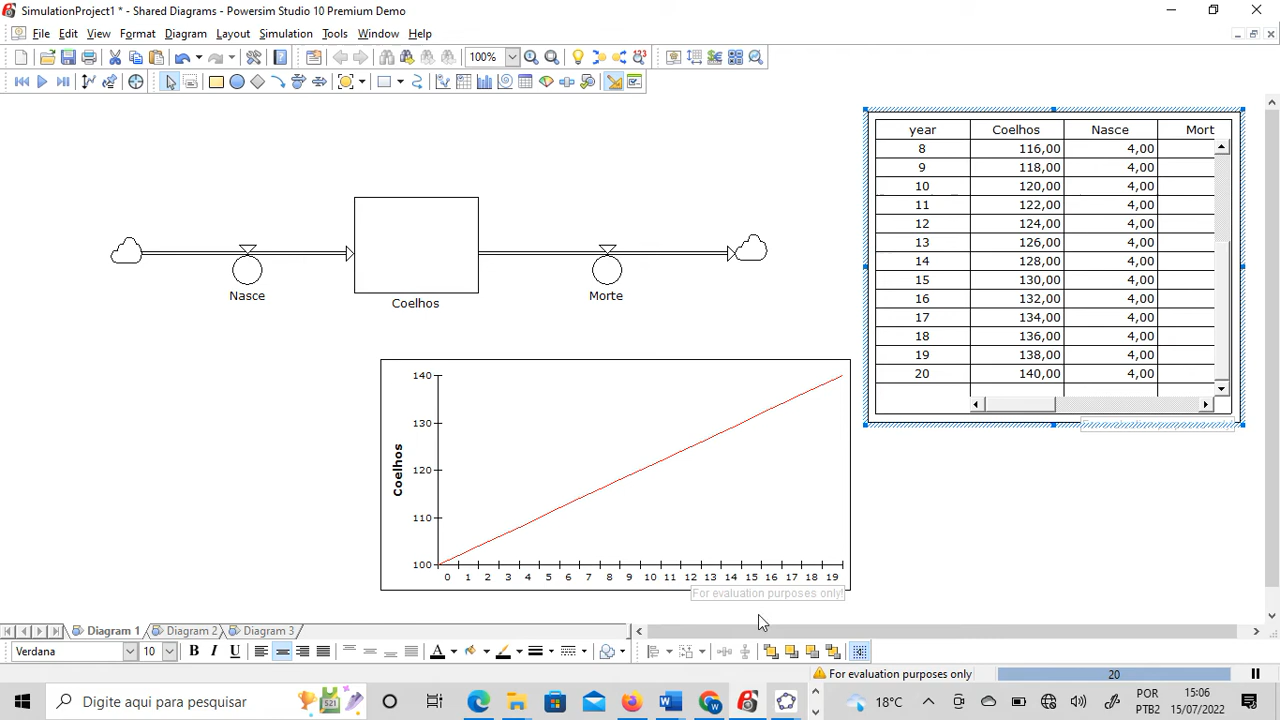 SimulationProject1 * - Shared Diagrams - Powersim Studio 10 Premium Demo
File Edit View Format Diagram Layout Simulation Tools Window Help
100%
year Coelhos Nasce Mort
8 116,00 4,00
9 118,00 4,00
10 120,00 4,00
11 122,00 4,00
12 124,00 4,00
13 126,00 4,00
14 128,00 4,00
15 130,00 4,00
16 132,00 4,00
17 134,00 4,00
18 136,00 4,00
19 138,00 4,00
20 140,00 4,00
Nasce
Coelhos
Morte
Coelhos
140
130
120
110
100
0 1 2 3 4 5 6 7 8 9 10 11 12 13 14 15 16 17 18 19
For evaluation purposes only!
Diagram 1 Diagram 2 Diagram 3
Verdana 10 B I U A
For evaluation purposes only 20
Digite aqui para pesquisar
521
18°C
POR
PTB2
15:06
15/07/2022